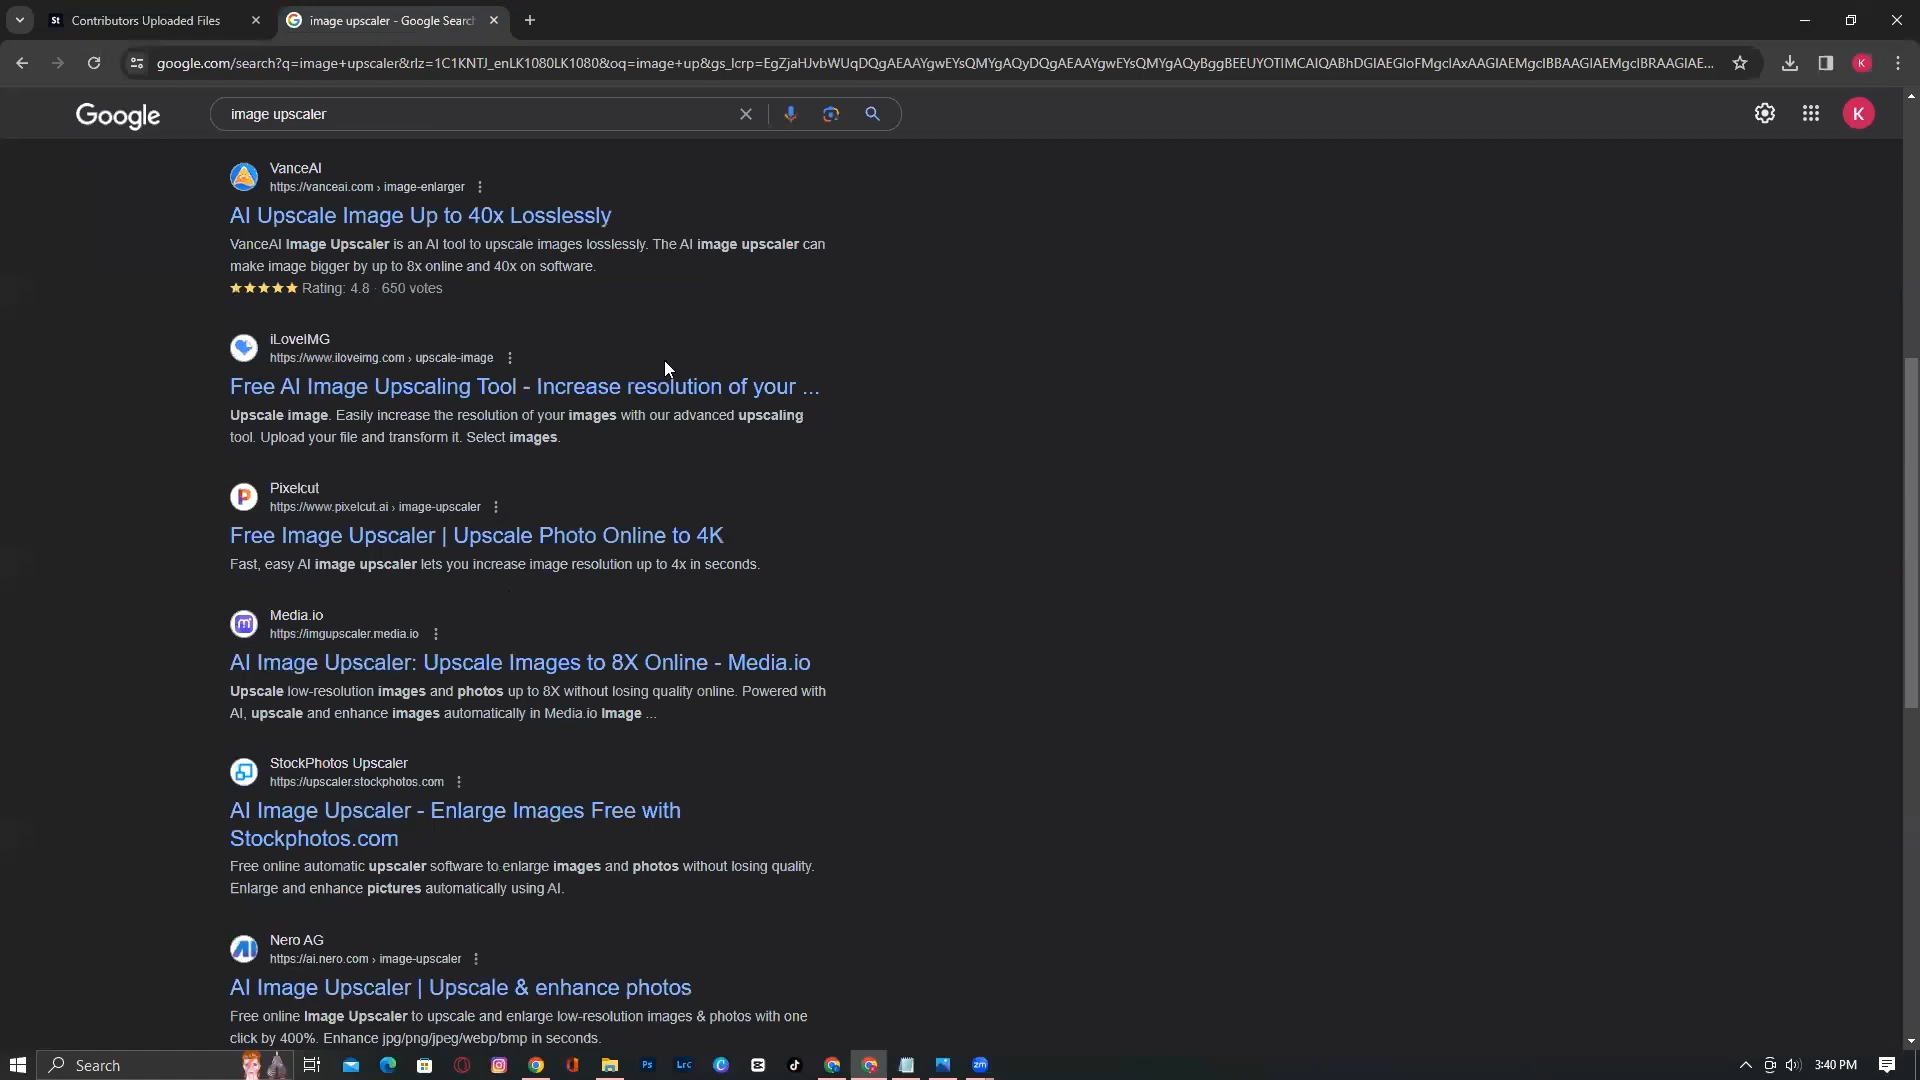 St Contributors Uploaded Files
image upscaler - Google Search
google.com/search?q=image+upscaler&rlz=1C1KNTJ_enLK1080LK1080&oq=image+up&gs_lcrp=EgZjaHJvbWUqDQgAEAAYgwEYsQMYgAQyDQgAEAAYgwEYsQMYgAQyBggBEEUYOTIMCAIQABhDGIAEGIoFMgcIAxAAGIAEMgcIBBAAGIAEMgcIBRAAGIAE...
K
Google
image upscaler
K
VanceAI
https://vanceai.com › image-enlarger
AI Upscale Image Up to 40x Losslessly
VanceAI Image Upscaler is an AI tool to upscale images losslessly. The AI image upscaler can
make image bigger by up to 8x online and 40x on software.
Rating: 4.8 · 650 votes
iLoveIMG
https://www.iloveimg.com › upscale-image
Free AI Image Upscaling Tool - Increase resolution of your ...
Upscale image. Easily increase the resolution of your images with our advanced upscaling
tool. Upload your file and transform it. Select images.
P
Pixelcut
https://www.pixelcut.ai › image-upscaler
Free Image Upscaler | Upscale Photo Online to 4K
Fast, easy AI image upscaler lets you increase image resolution up to 4x in seconds.
m
Media.io
https://imgupscaler.media.io
AI Image Upscaler: Upscale Images to 8X Online - Media.io
Upscale low-resolution images and photos up to 8X without losing quality online. Powered with
AI, upscale and enhance images automatically in Media.io Image ...
StockPhotos Upscaler
https://upscaler.stockphotos.com
AI Image Upscaler - Enlarge Images Free with
Stockphotos.com
Free online automatic upscaler software to enlarge images and photos without losing quality.
Enlarge and enhance pictures automatically using AI.
AI
Nero AG
https://ai.nero.com › image-upscaler
AI Image Upscaler | Upscale & enhance photos
Free online Image Upscaler to upscale and enlarge low-resolution images & photos with one
click by 400%. Enhance jpg/png/jpeg/webp/bmp in seconds.
Search
Ps
Lrc
zm
3:40 PM